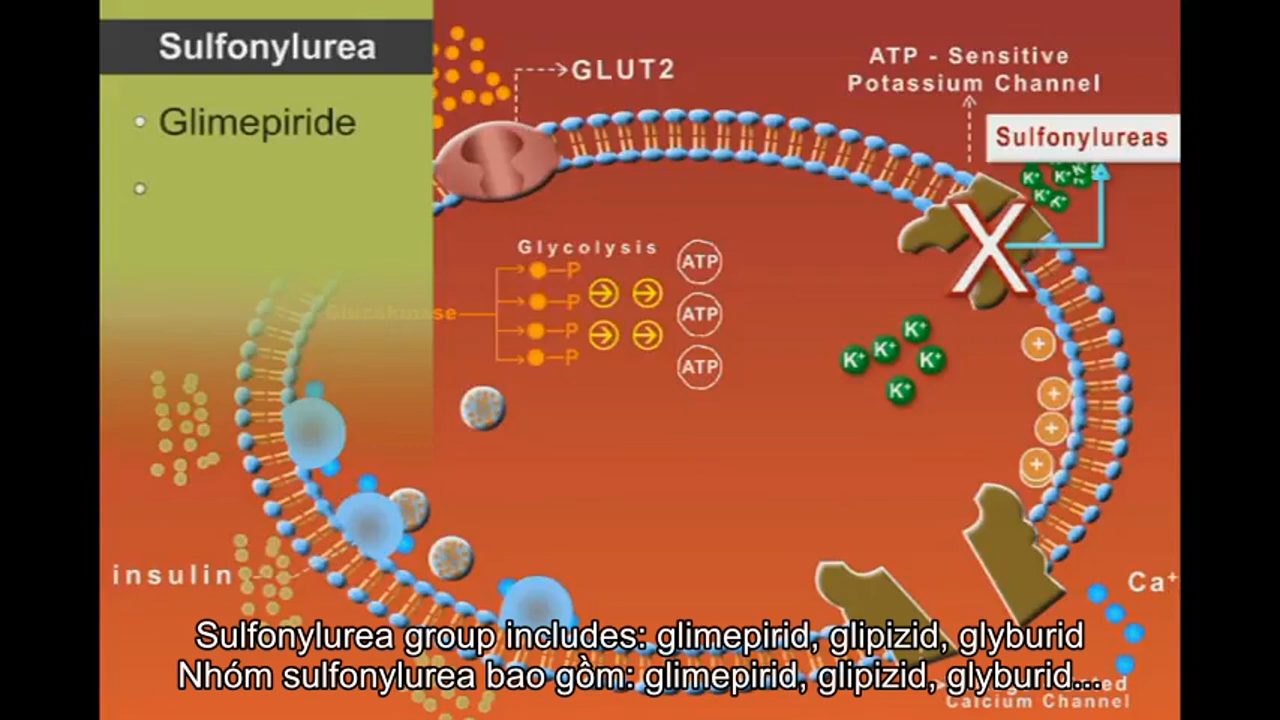 Sulfonylurea
Glimepiride
GLUT2
ATP - Sensitive
Potassium Channel
Sulfonylureas
K+ K+ K+
K+ K+
Glycolysis
ATP
P
P
ATP
Glucokinase
P
P
ATP
K+ K+ K+
K+ K+
insulin
Ca+
Sulfonylurea group includes: glimepirid, glipizid, glyburid
Nhóm sulfonylurea bao gồm: glimepirid, glipizid, glyburid...
Calcium Channel